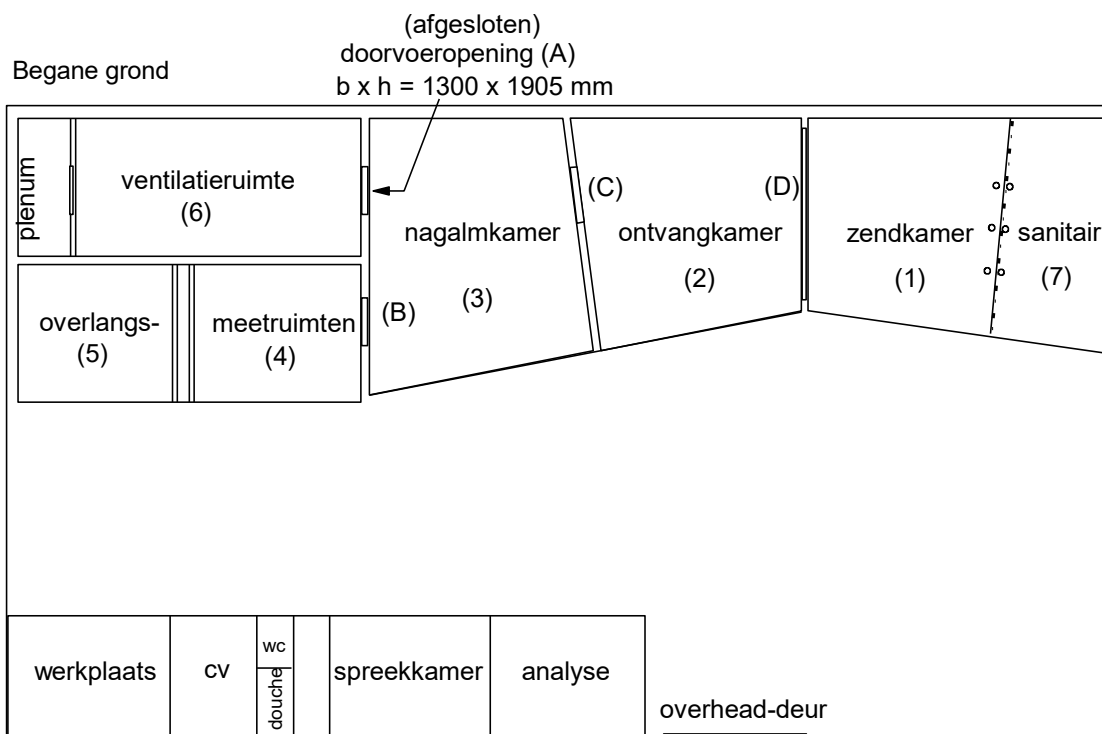 (afgesloten)
doorvoeropening (A)
b x h = 1300 x 1905 mm
Begane grond
plenum
ventilatieruimte
(6)
(C)
(D)
nagalmkamer
(3)
ontvangkamer
(2)
zendkamer
(1)
sanitair
(7)
overlangs-
(5)
meetruimten
(4)
(B)
werkplaats
cv
wc
douche
spreekkamer
analyse
overhead-deur